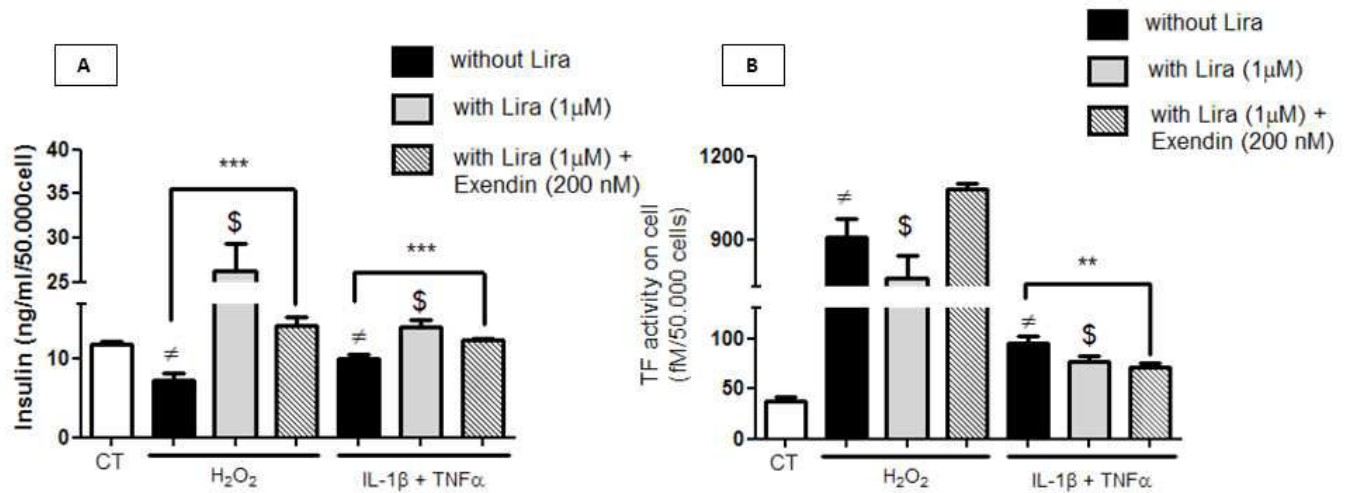 A
without Lira
with Lira (1μM)
with Lira (1μM) +
Exendin (200 nM)
Insulin (ng/ml/50.000cell)
40
35
30
25
10
0
***
$
≠
***
$
≠
CT
H₂O₂
IL-1β + TNFα
B
without Lira
with Lira (1μM)
with Lira (1μM) +
Exendin (200 nM)
TF activity on cell
(fM/50.000 cells)
1200
900
100
50
0
≠
$
**
≠
$
CT
H₂O₂
IL-1β + TNFα